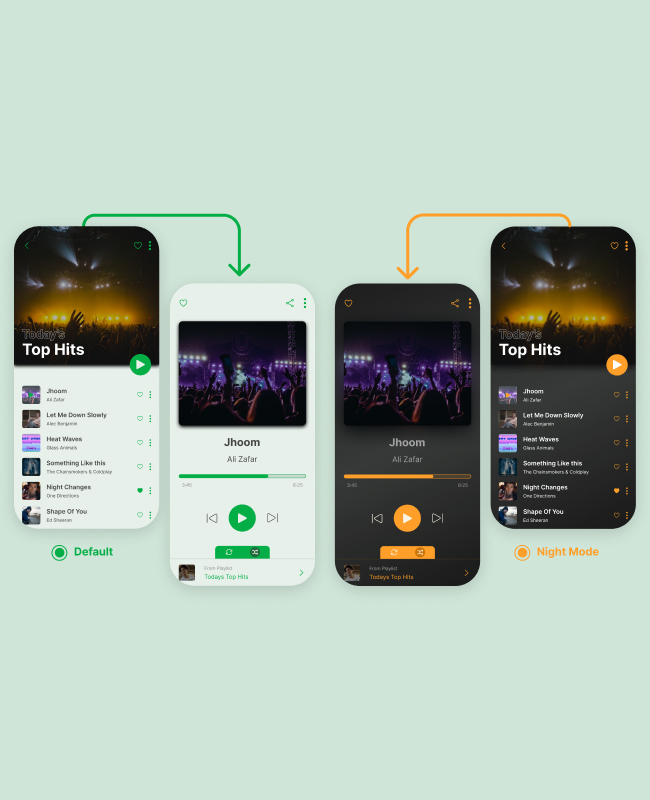 Today's
Top Hits
Jhoom
Ali Zafar
Let Me Down Slowly
Alec Benjamin
Heat Waves
Glass Animals
Something Like this
The Chainsmokers & Coldplay
Night Changes
One Directions
Shape Of You
Ed Sheeran
Default
Jhoom
Ali Zafar
3:45
6:25
From Playlist
Todays Top Hits
Jhoom
Ali Zafar
3:45
6:25
From Playlist
Todays Top Hits
Today's
Top Hits
Jhoom
Ali Zafar
Let Me Down Slowly
Alec Benjamin
Heat Waves
Glass Animals
Something Like this
The Chainsmokers & Coldplay
Night Changes
One Directions
Shape Of You
Ed Sheeran
Night Mode